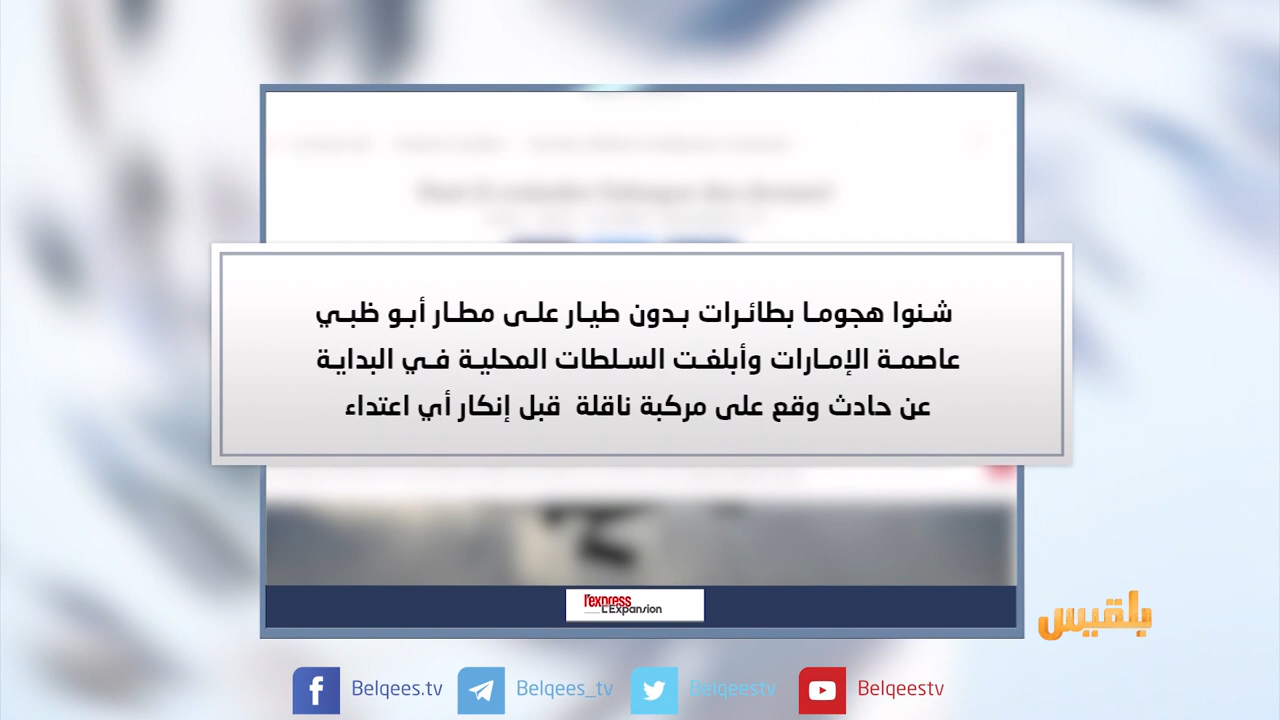 شنوا هجوما بطائرات بدون طيار على مطار أبو ظبي
عاصمة الإمارات وأبلغت السلطات المحلية في البداية
عن حادث وقع على مركبة ناقلة قبل إنكار أي اعتداء
l'express
L'Expansion
بلقيس
Belqees.tv
Belqees_tv
Belqeestv
Belqeestv